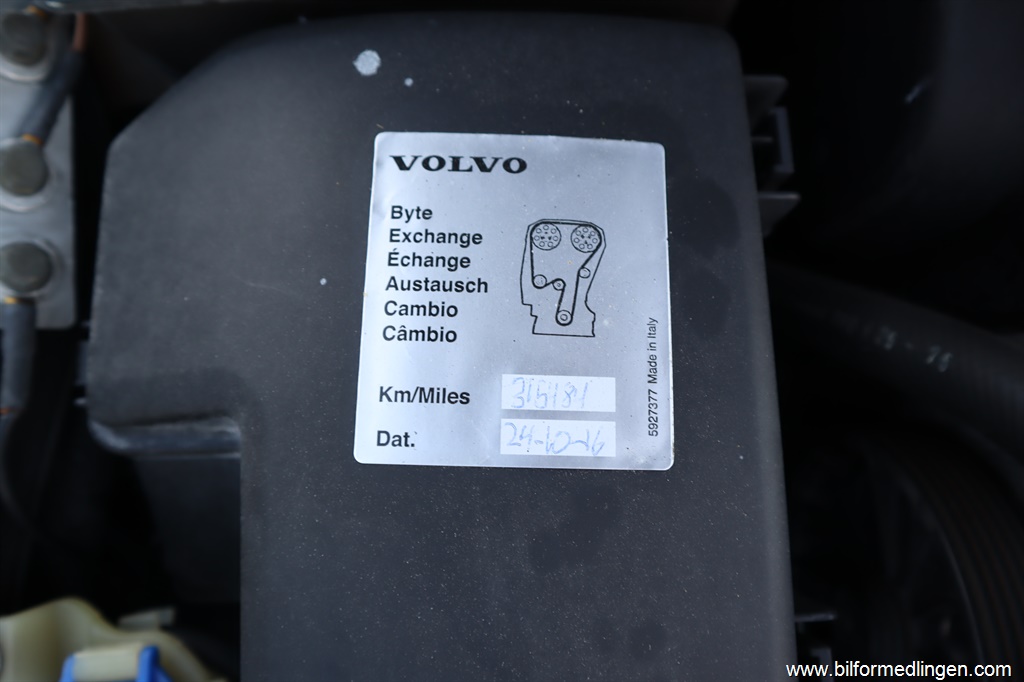 VOLVO
Byte
Exchange
Échange
Austausch
Cambio
Câmbio
Km/Miles 315181
Dat. 24-10-16
5927377 Made in Italy
www.bilformedlingen.com